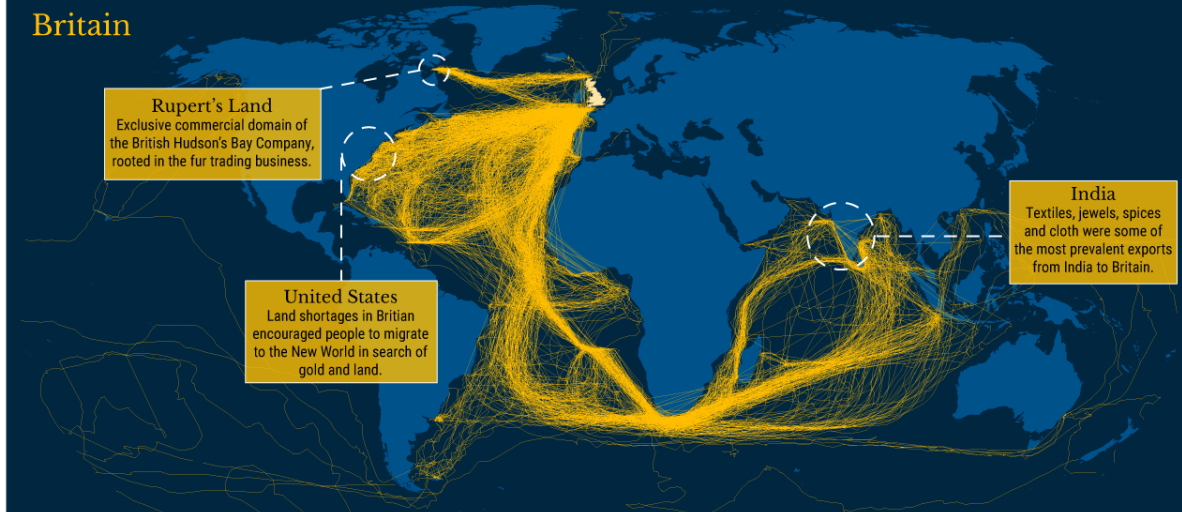 Britain
Rupert's Land
Exclusive commercial domain of
the British Hudson's Bay Company,
rooted in the fur trading business.
India
Textiles, jewels, spices
and cloth were some of
the most prevalent exports
from India to Britain.
United States
Land shortages in Britian
encouraged people to migrate
to the New World in search of
gold and land.